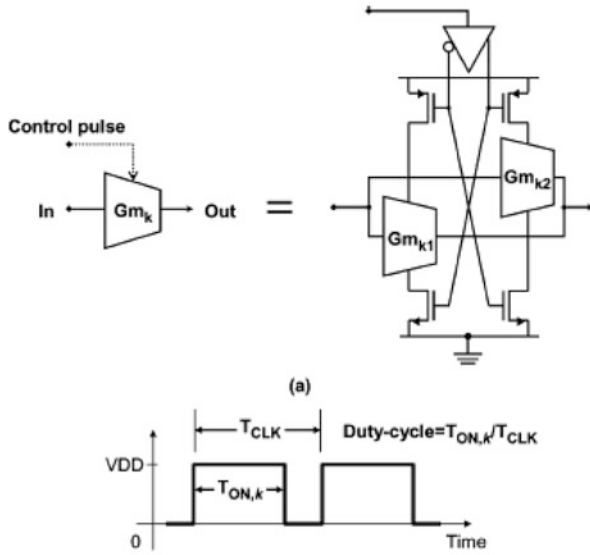 Control pulse
In
Gm_k
Out
=
Gm_k2
Gm_k1
(a)
T_CLK
Duty-cycle=T_ON,k/T_CLK
VDD
T_ON,k
0
Time